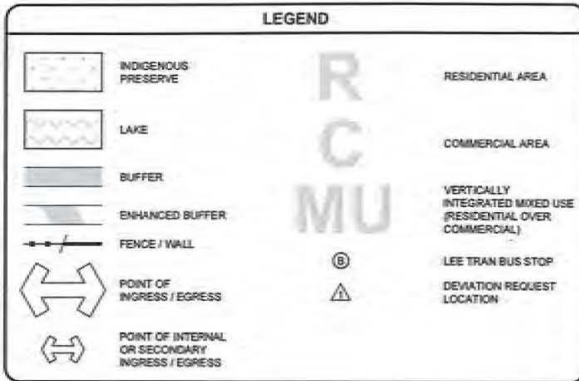 LEGEND
INDIGENOUS
PRESERVE
LAKE
BUFFER
ENHANCED BUFFER
FENCE / WALL
POINT OF
INGRESS / EGRESS
POINT OF INTERNAL
OR SECONDARY
INGRESS / EGRESS
R
RESIDENTIAL AREA
C
COMMERCIAL AREA
MU
VERTICALLY
INTEGRATED MIXED USE
(RESIDENTIAL OVER
COMMERCIAL)
B
LEE TRAN BUS STOP
1
DEVIATION REQUEST
LOCATION